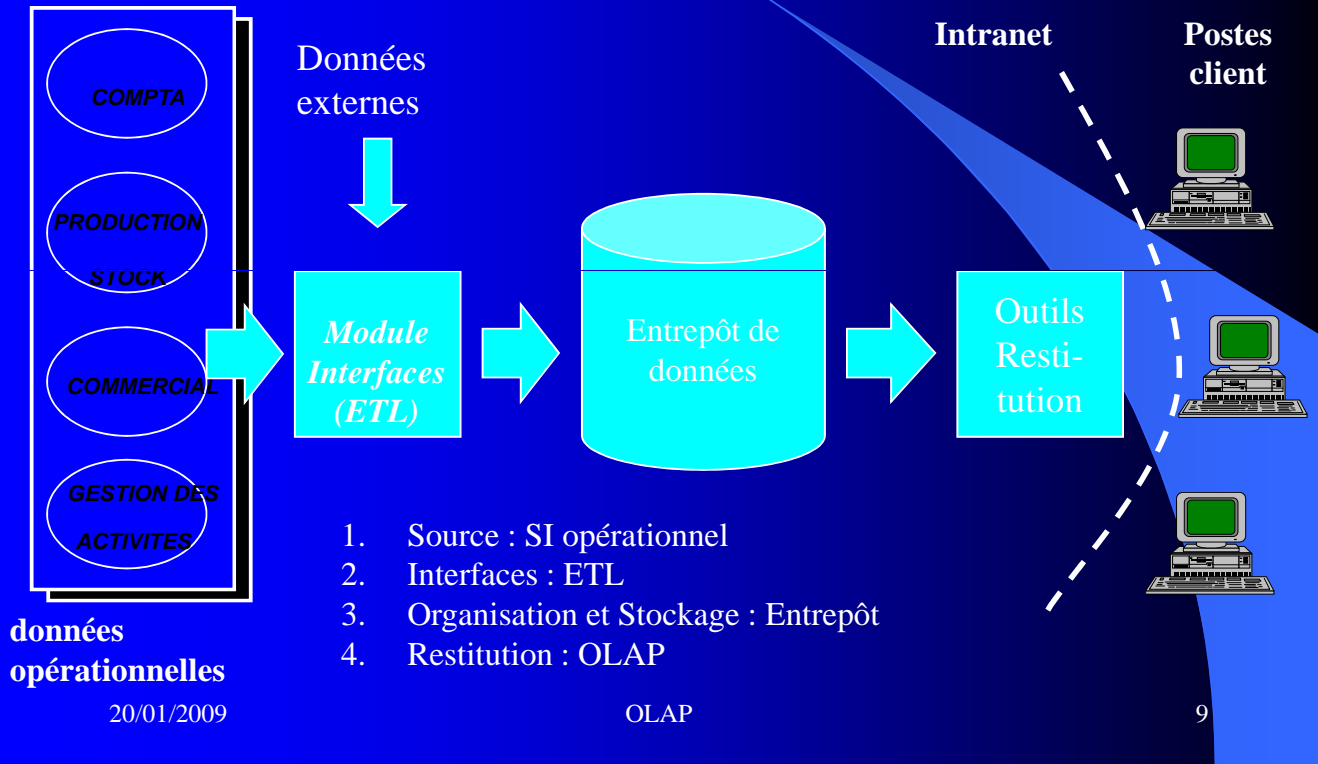 COMPTA
PRODUCTION
STOCK
COMMERCIAL
GESTION DES
ACTIVITES
données
opérationnelles
Données
externes
Module
Interfaces
(ETL)
Entrepôt de
données
Outils
Resti-
tution
Intranet
Postes
client
1. Source : SI opérationnel
2. Interfaces : ETL
3. Organisation et Stockage : Entrepôt
4. Restitution : OLAP
20/01/2009
OLAP
9